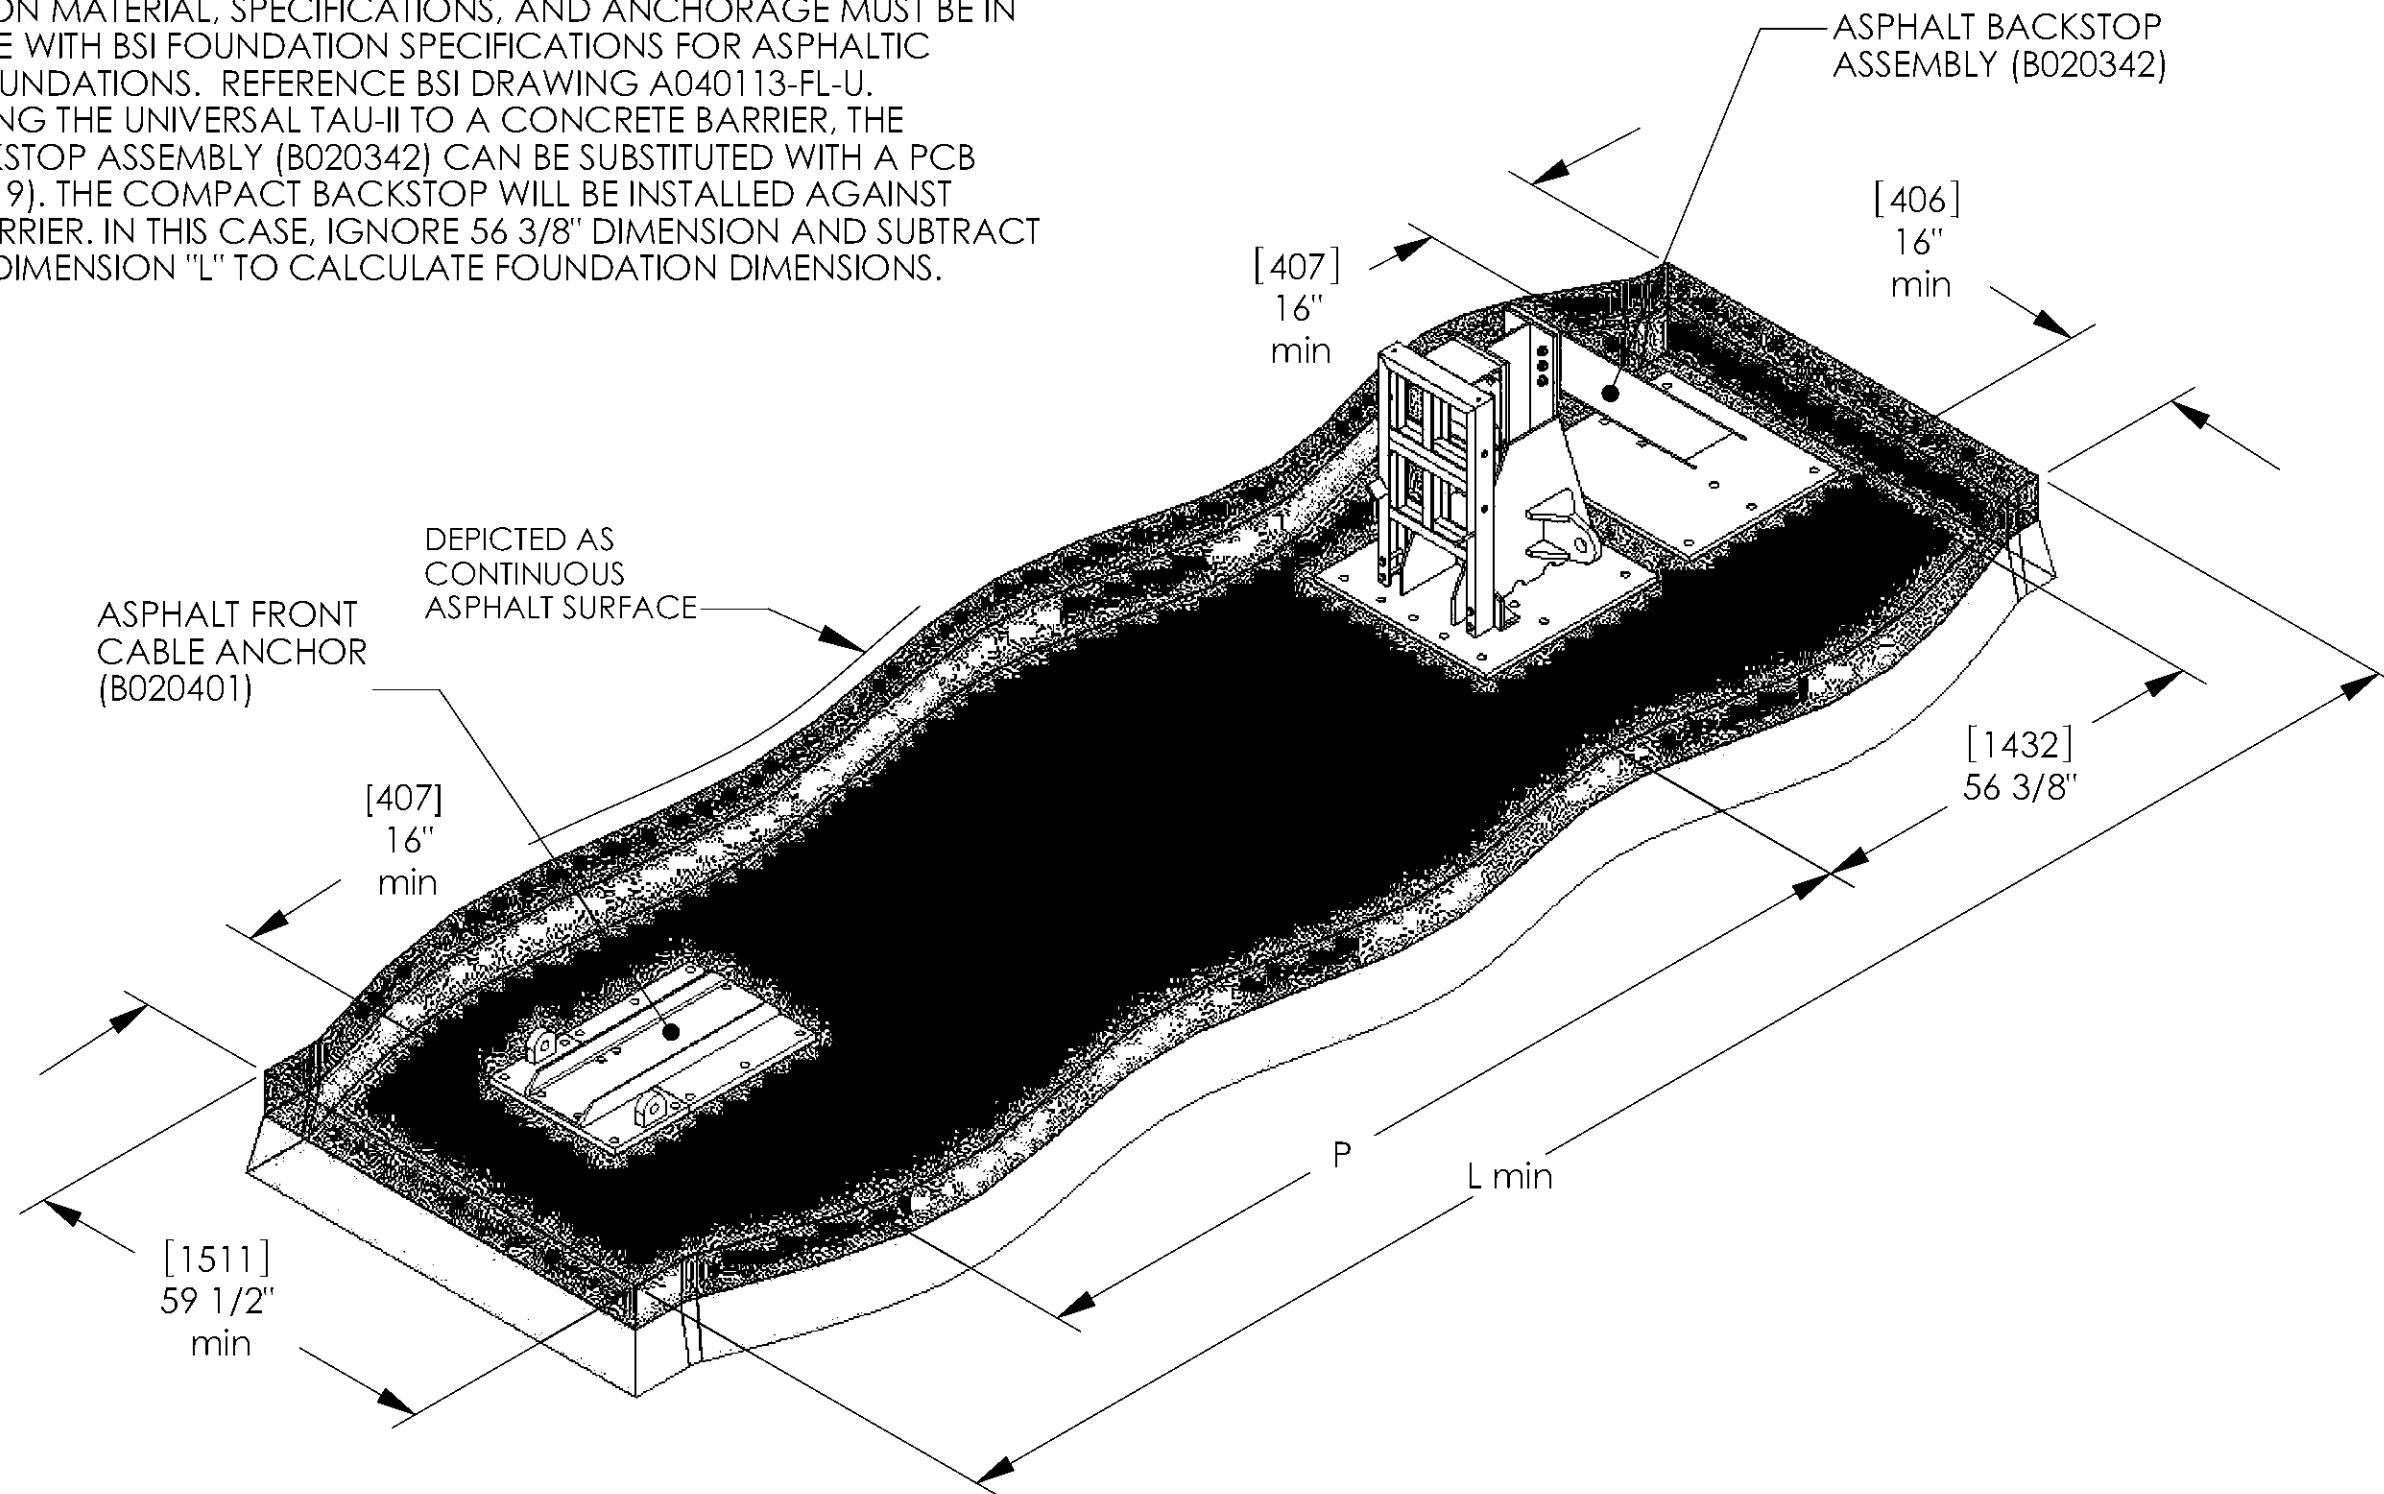 ON MATERIAL, SPECIFICATIONS, AND ANCHORAGE MUST BE IN
E WITH BSI FOUNDATION SPECIFICATIONS FOR ASPHALTIC
UNDATIONS. REFERENCE BSI DRAWING A040113-FL-U.
NG THE UNIVERSAL TAU-II TO A CONCRETE BARRIER, THE
KSTOP ASSEMBLY (B020342) CAN BE SUBSTITUTED WITH A PCB
19). THE COMPACT BACKSTOP WILL BE INSTALLED AGAINST
RRIER. IN THIS CASE, IGNORE 56 3/8" DIMENSION AND SUBTRACT
DIMENSION "L" TO CALCULATE FOUNDATION DIMENSIONS.
ASPHALT BACKSTOP
ASSEMBLY (B020342)
[406]
16"
min
[407]
16"
min
DEPICTED AS
CONTINUOUS
ASPHALT SURFACE
ASPHALT FRONT
CABLE ANCHOR
(B020401)
[407]
16"
min
[1432]
56 3/8"
P
L min
[1511]
59 1/2"
min